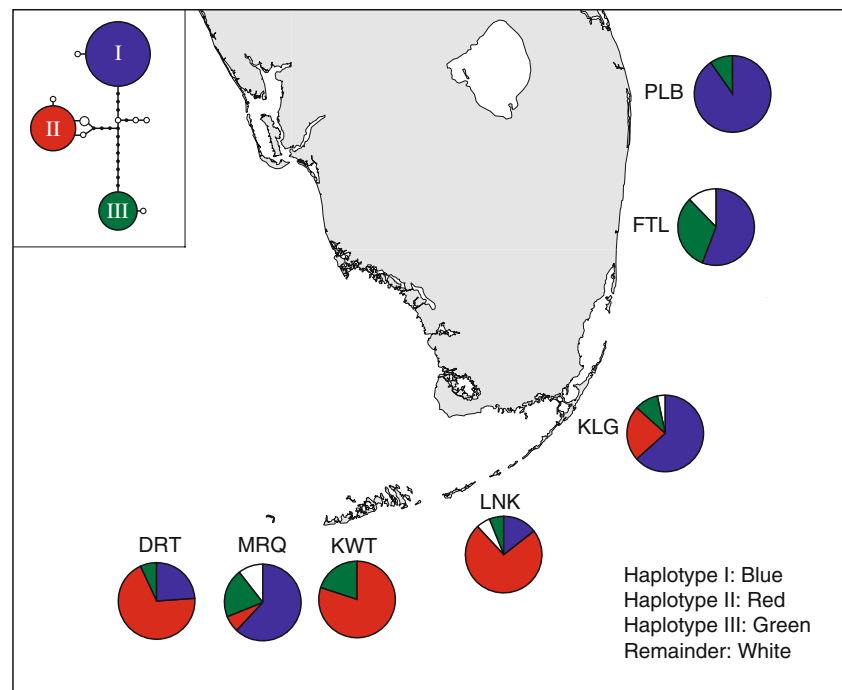 I
II
III
PLB
FTL
KLG
LNK
DRT MRQ KWT
Haplotype I: Blue
Haplotype II: Red
Haplotype III: Green
Remainder: White